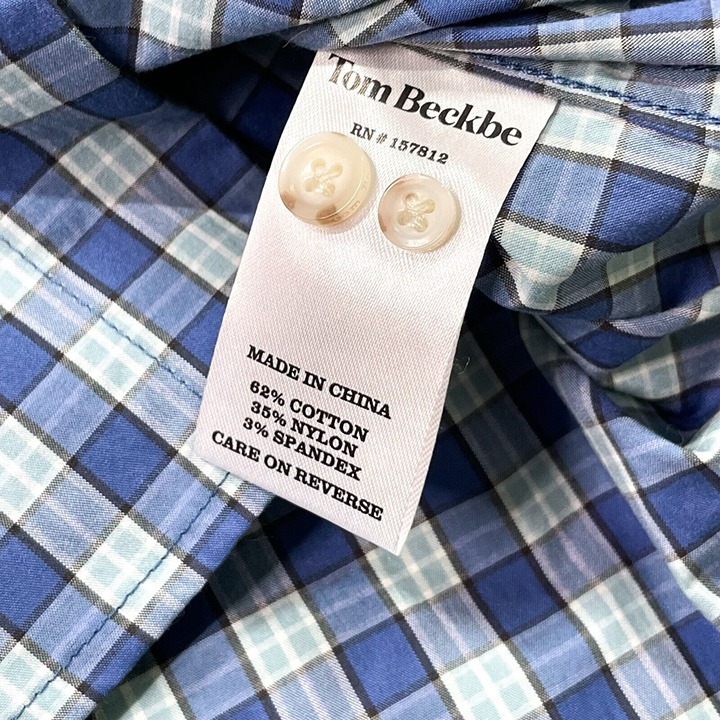 Tom Beckbe
RN # 157812
MADE IN CHINA
62% COTTON
35% NYLON
3% SPANDEX
CARE ON REVERSE